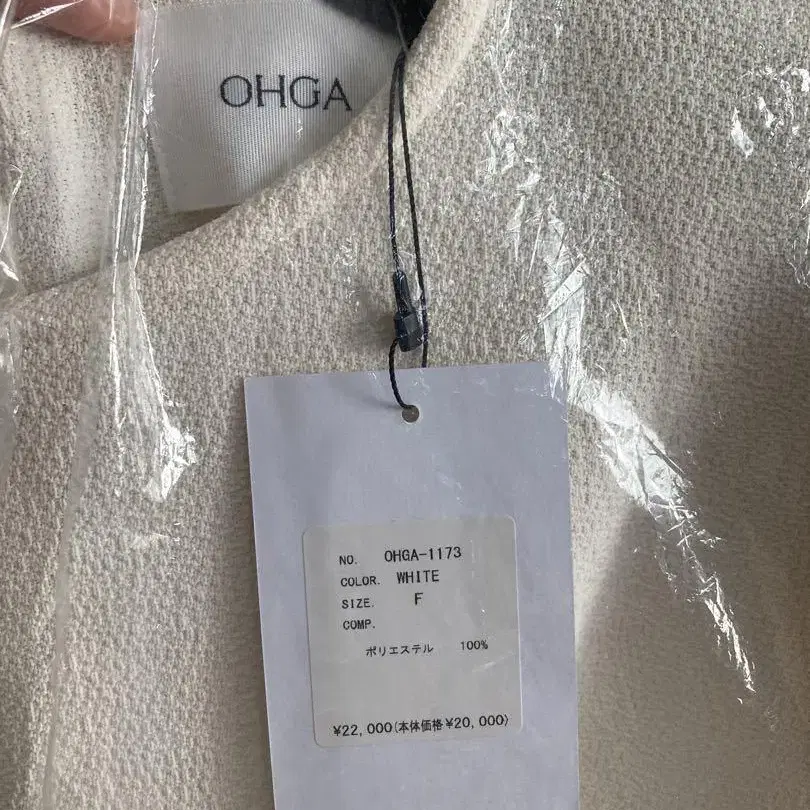 OHGA
NO. OHGA-1173
COLOR. WHITE
SIZE. F
COMP.
ポリエステル 100%
¥22,000(本体価格¥20,000)